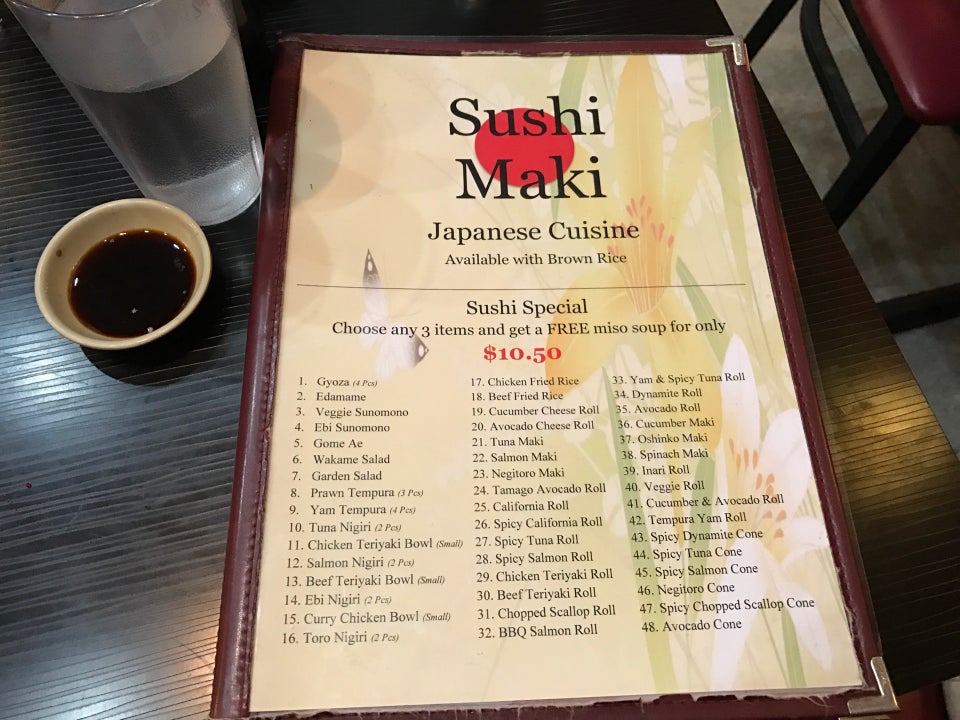 Sushi
Maki
Japanese Cuisine
Available with Brown Rice
Sushi Special
Choose any 3 items and get a FREE miso soup for only
$10.50
1. Gyoza (4 Pcs)
2. Edamame
3. Veggie Sunomono
4. Ebi Sunomono
5. Gome Ae
6. Wakame Salad
7. Garden Salad
8. Prawn Tempura (3 Pcs)
9. Yam Tempura (4 Pcs)
10. Tuna Nigiri (2 Pcs)
11. Chicken Teriyaki Bowl (Small)
12. Salmon Nigiri (2 Pcs)
13. Beef Teriyaki Bowl (Small)
14. Ebi Nigiri (2 Pcs)
15. Curry Chicken Bowl (Small)
16. Toro Nigiri (2 Pcs)
17. Chicken Fried Rice
18. Beef Fried Rice
19. Cucumber Cheese Roll
20. Avocado Cheese Roll
21. Tuna Maki
22. Salmon Maki
23. Negitoro Maki
24. Tamago Avocado Roll
25. California Roll
26. Spicy California Roll
27. Spicy Tuna Roll
28. Spicy Salmon Roll
29. Chicken Teriyaki Roll
30. Beef Teriyaki Roll
31. Chopped Scallop Roll
32. BBQ Salmon Roll
33. Yam & Spicy Tuna Roll
34. Dynamite Roll
35. Avocado Roll
36. Cucumber Maki
37. Oshinko Maki
38. Spinach Maki
39. Inari Roll
40. Veggie Roll
41. Cucumber & Avocado Roll
42. Tempura Yam Roll
43. Spicy Dynamite Cone
44. Spicy Tuna Cone
45. Spicy Salmon Cone
46. Negitoro Cone
47. Spicy Chopped Scallop Cone
48. Avocado Cone